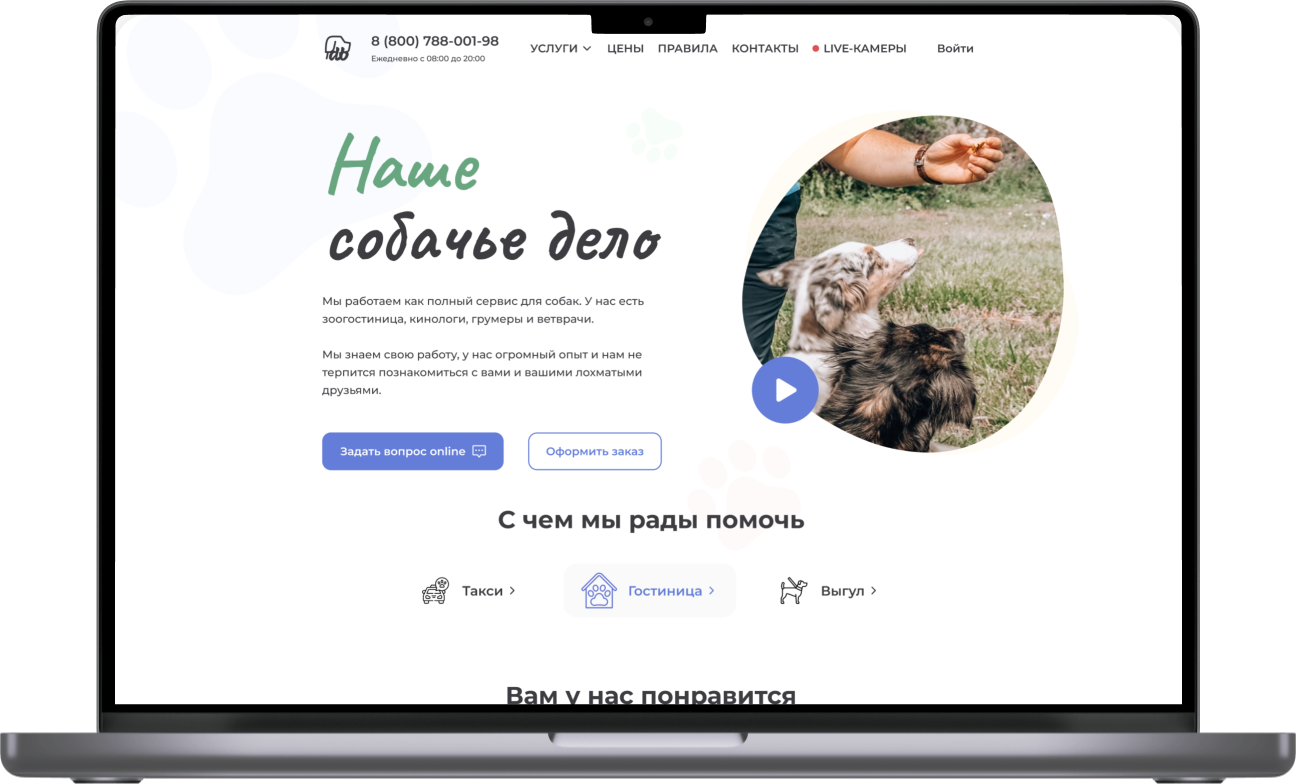 8 (800) 788-001-98
Ежедневно с 08:00 до 20:00
УСЛУГИ ЦЕНЫ ПРАВИЛА КОНТАКТЫ LIVE-КАМЕРЫ Войти
Наше
собачье дело
Мы работаем как полный сервис для собак. У нас есть
зоогостиница, кинологи, грумеры и ветврачи.
Мы знаем свою работу, у нас огромный опыт и нам не
терпится познакомиться с вами и вашими лохматыми
друзьями.
Задать вопрос online
Оформить заказ
С чем мы рады помочь
Такси
Гостиница
Выгул
Вам у нас понравится